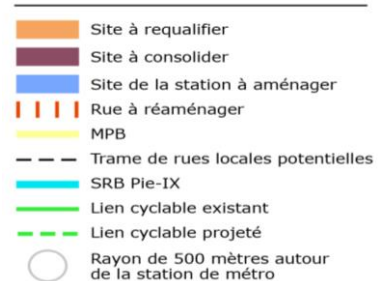 Site à requalifier
Site à consolider
Site de la station à aménager
Rue à réaménager
MPB
Trame de rues locales potentielles
SRB Pie-IX
Lien cyclable existant
Lien cyclable projeté
Rayon de 500 mètres autour
de la station de métro